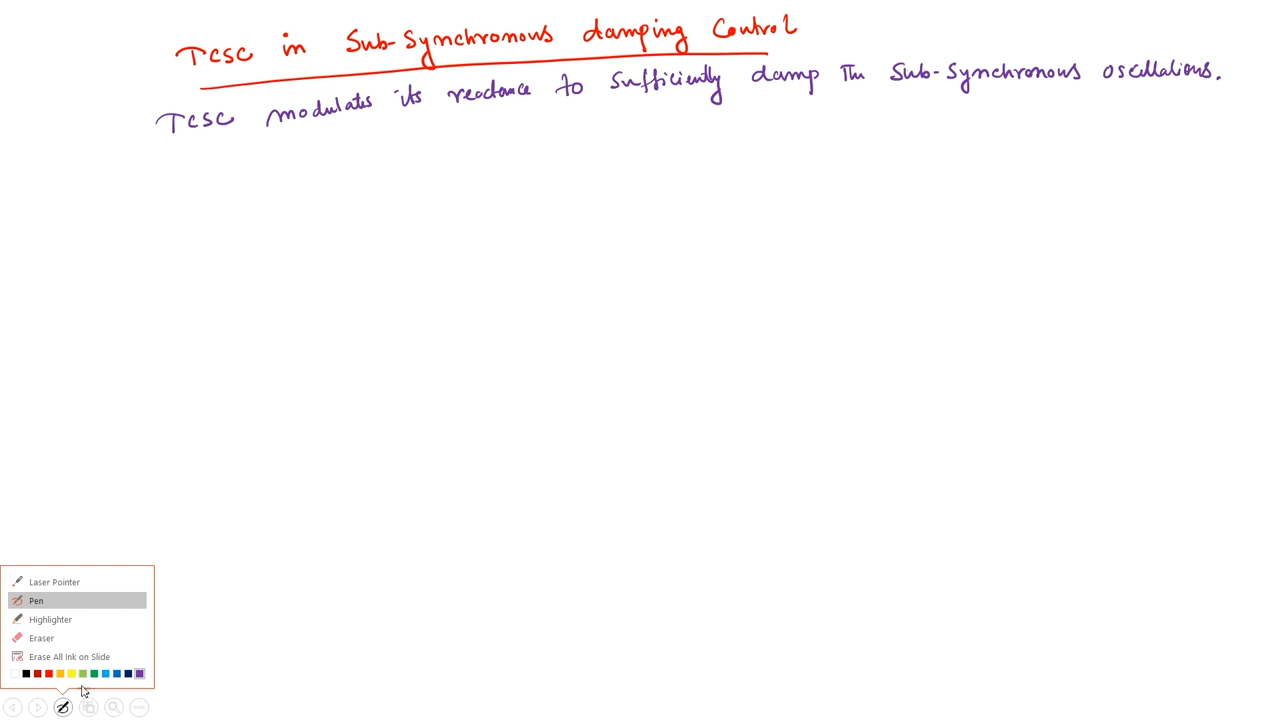 TCSC in Sub-Synchronous damping Control
TCSC modulates its reactance to sufficiently damp the Sub-Synchronous oscillations.
Laser Pointer
Pen
Highlighter
Eraser
Erase All Ink on Slide